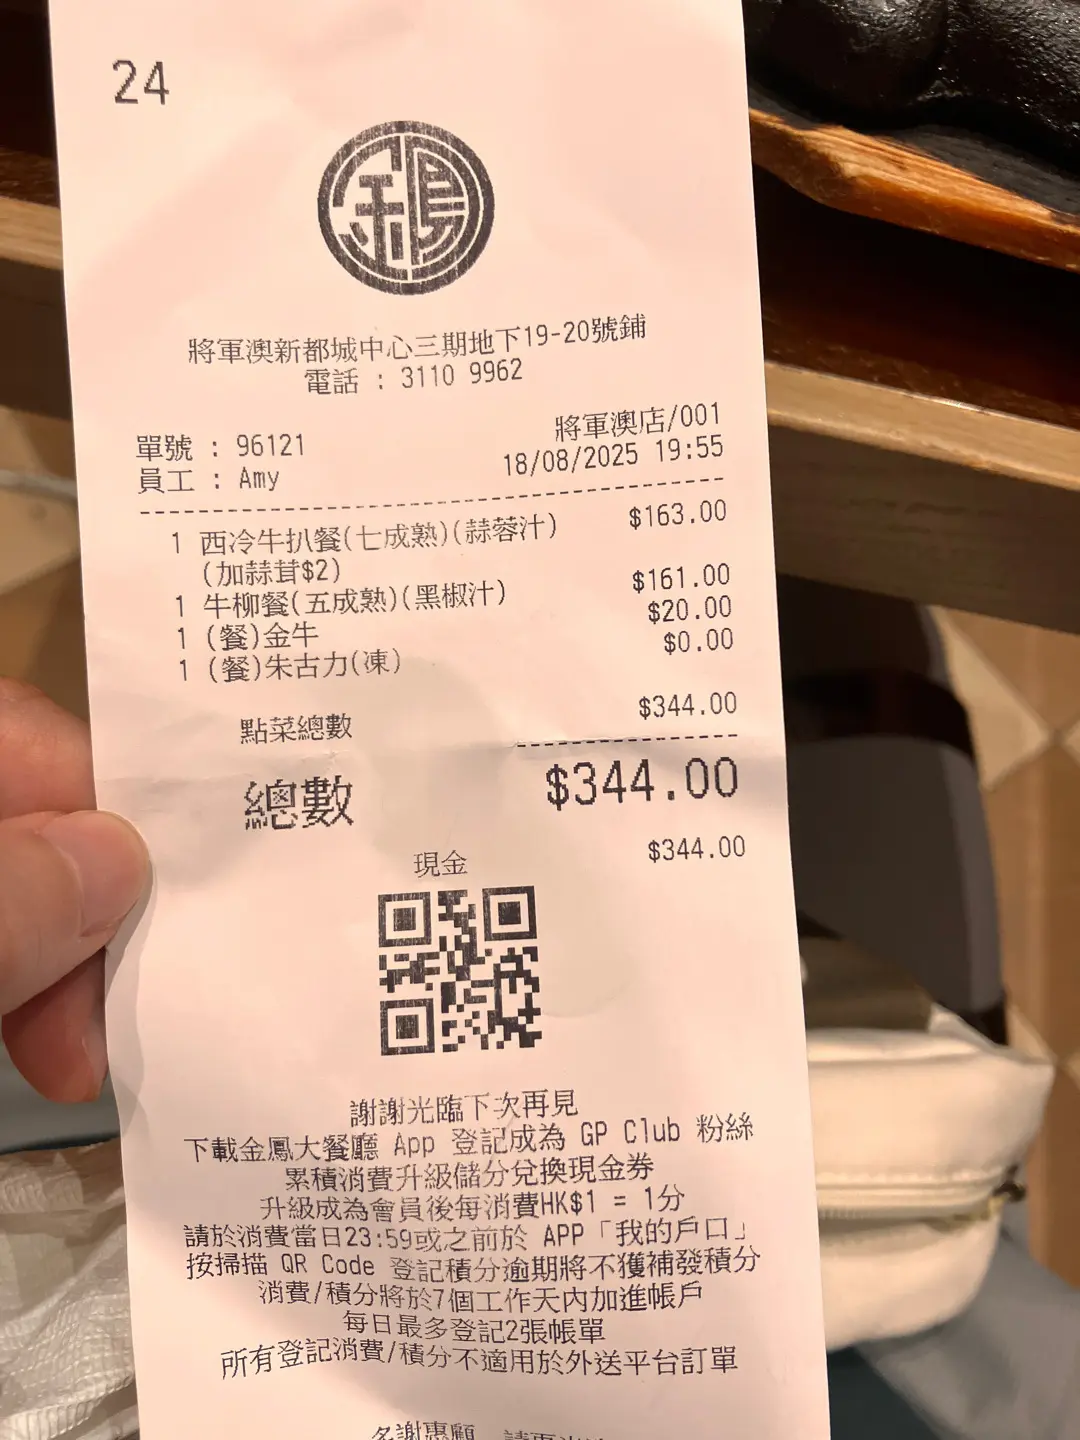 24
將軍澳新都城中心三期地下19-20號鋪
電話 : 3110 9962
將軍澳店/001
單號 : 96121
18/08/2025 19:55
員工 : Amy
1 西冷牛扒餐(七成熟)(蒜蓉汁) $163.00
(加蒜茸$2)
1 牛柳餐(五成熟)(黑椒汁) $161.00
1 (餐)金牛 $20.00
1 (餐)朱古力(凍) $0.00
點菜總數 $344.00
總數 $344.00
現金 $344.00
謝謝光臨下次再見
下載金鳳大餐廳 App 登記成為 GP Club 粉絲
累積消費升級儲分兌換現金券
升級成為會員後每消費HK$1 = 1分
請於消費當日23:59或之前於 APP「我的戶口」
按掃描 QR Code 登記積分逾期將不獲補發積分
消費/積分將於7個工作天內加進帳戶
每日最多登記2張帳單
所有登記消費/積分不適用於外送平台訂單
多謝惠顧